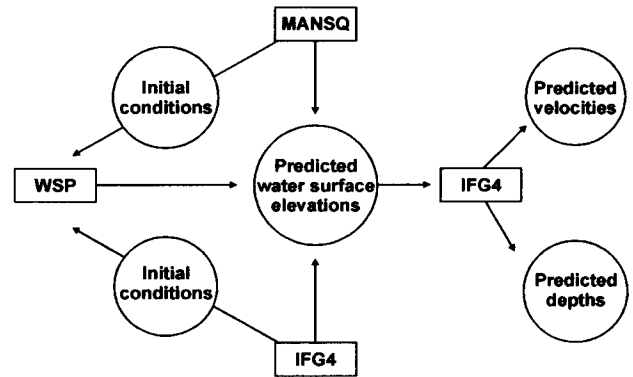 MANSQ
Initial
conditions
Predicted
velocities
WSP
Predicted
water surface
elevations
IFG4
Initial
conditions
Predicted
depths
IFG4